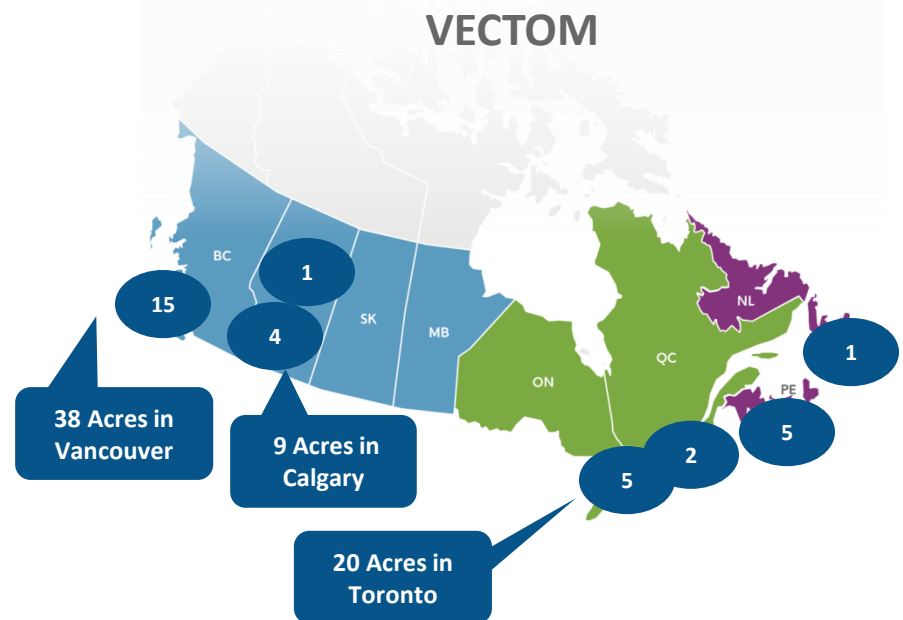 VECTOM
BC
1
15
4
SK
MB
ON
QC
NL
1
PE
5
2
5
38 Acres in
Vancouver
9 Acres in
Calgary
20 Acres in
Toronto